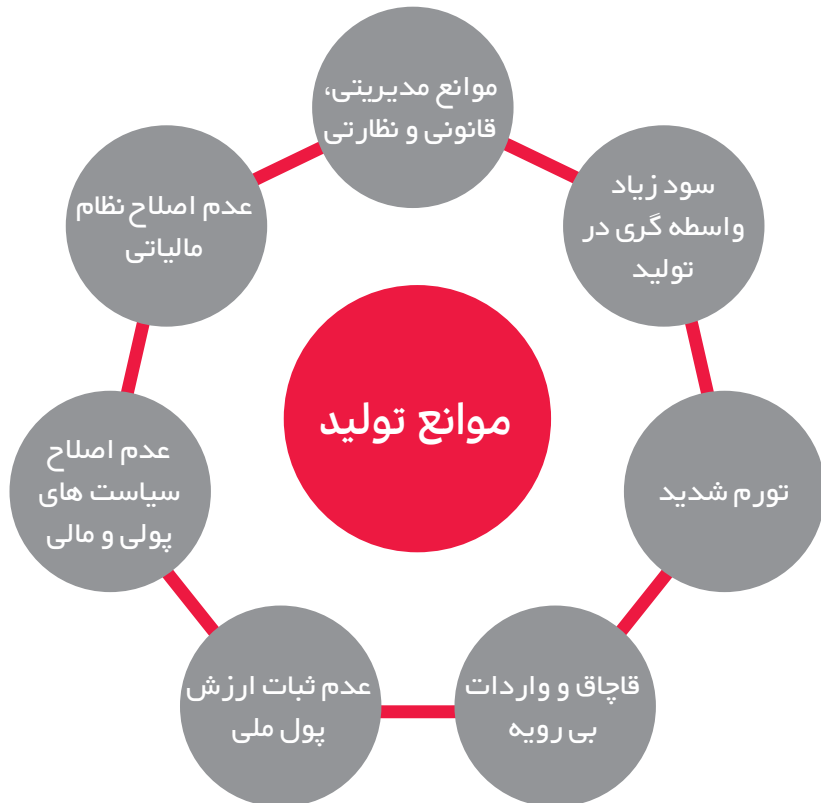 موانع مدیریتی،
قانونی و نظارتی
سود زیاد
واسطه گری در
تولید
تورم شدید
قاچاق و واردات
بی رویه
عدم ثبات ارزش
پول ملی
عدم اصلاح
سیاست های
پولی و مالی
عدم اصلاح نظام
مالیاتی
موانع تولید